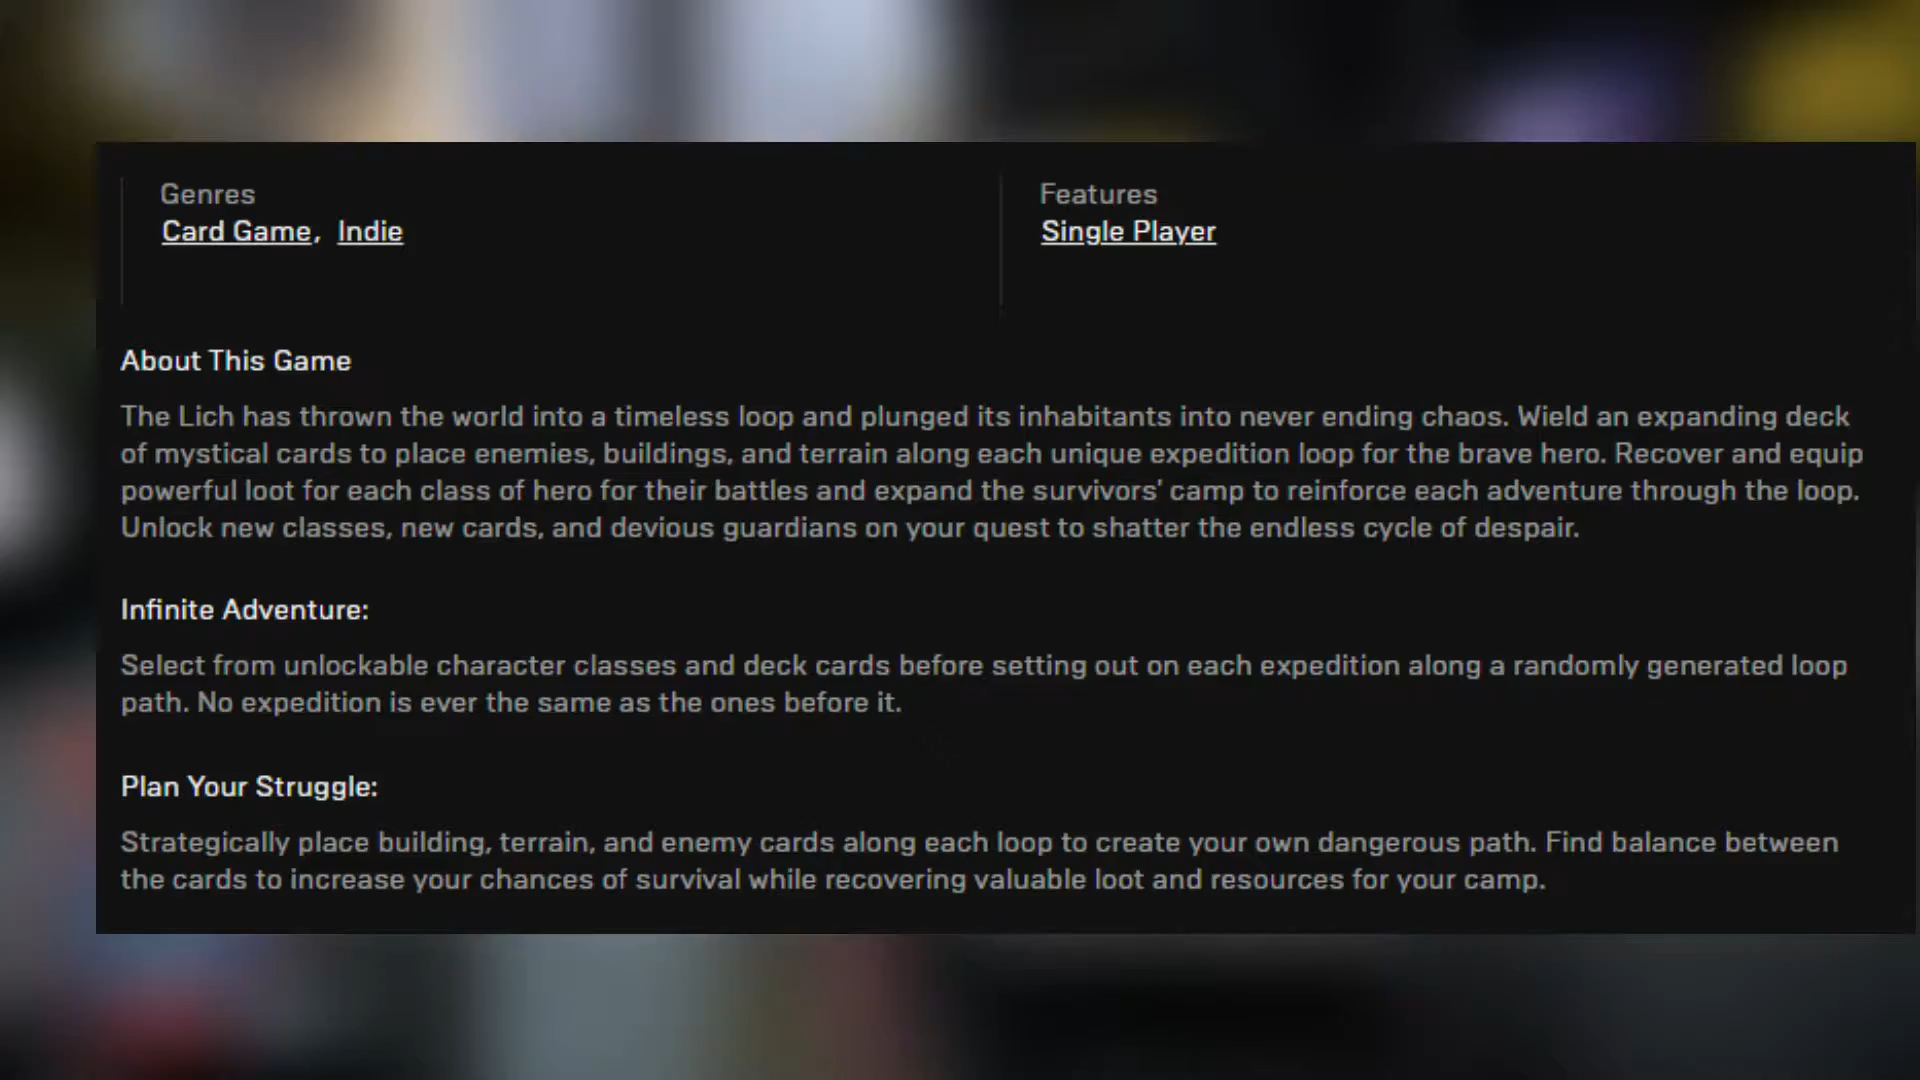 Genres
Card Game, Indie
Features
Single Player
About This Game
The Lich has thrown the world into a timeless loop and plunged its inhabitants into never ending chaos. Wield an expanding deck
of mystical cards to place enemies, buildings, and terrain along each unique expedition loop for the brave hero. Recover and equip
powerful loot for each class of hero for their battles and expand the survivors' camp to reinforce each adventure through the loop.
Unlock new classes, new cards, and devious guardians on your quest to shatter the endless cycle of despair.
Infinite Adventure:
Select from unlockable character classes and deck cards before setting out on each expedition along a randomly generated loop
path. No expedition is ever the same as the ones before it.
Plan Your Struggle:
Strategically place building, terrain, and enemy cards along each loop to create your own dangerous path. Find balance between
the cards to increase your chances of survival while recovering valuable loot and resources for your camp.